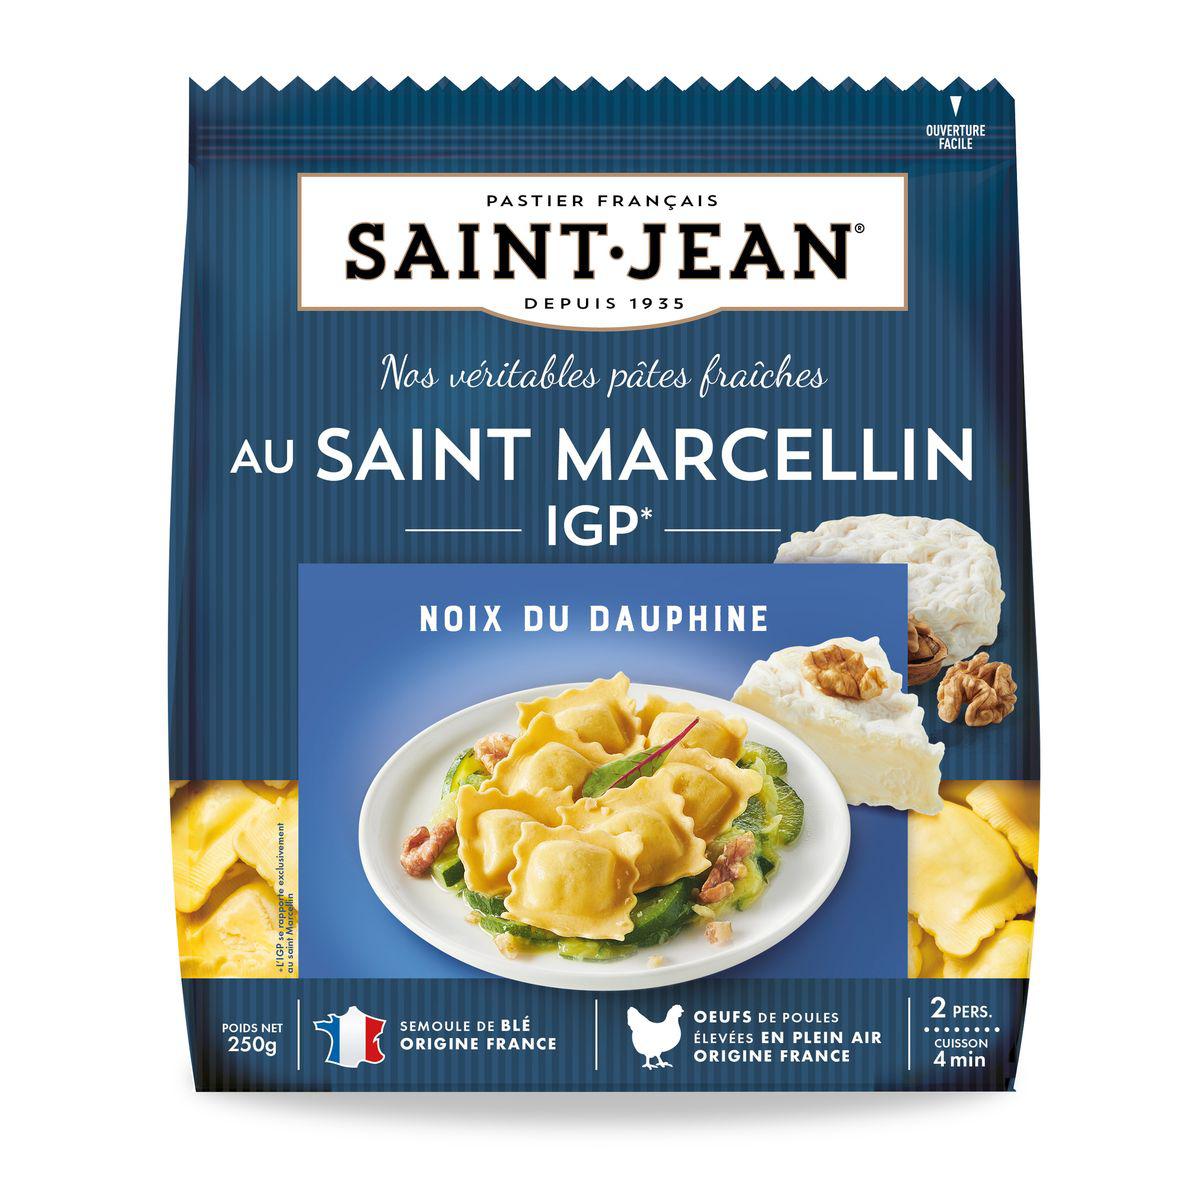 OUVERTURE
FACILE
PASTIER FRANÇAIS
SAINT·JEAN®
DEPUIS 1935
Nos véritables pâtes fraîches
AU SAINT MARCELLIN
IGP*
NOIX DU DAUPHINE
*L'IGP se rapporte exclusivement
au saint Marcellin
POIDS NET
250g
SEMOULE DE BLÉ
ORIGINE FRANCE
OEUFS DE POULES
ÉLEVÉES EN PLEIN AIR
ORIGINE FRANCE
2 PERS.
CUISSON
4 min